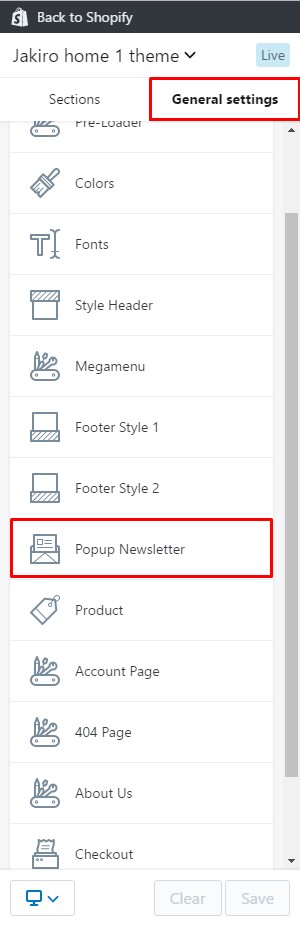 Back to Shopify
Jakiro home 1 theme
Live
Sections
General settings
Pre-Loader
Colors
Fonts
Style Header
Megamenu
Footer Style 1
Footer Style 2
Popup Newsletter
Product
Account Page
404 Page
About Us
Checkout
Clear
Save